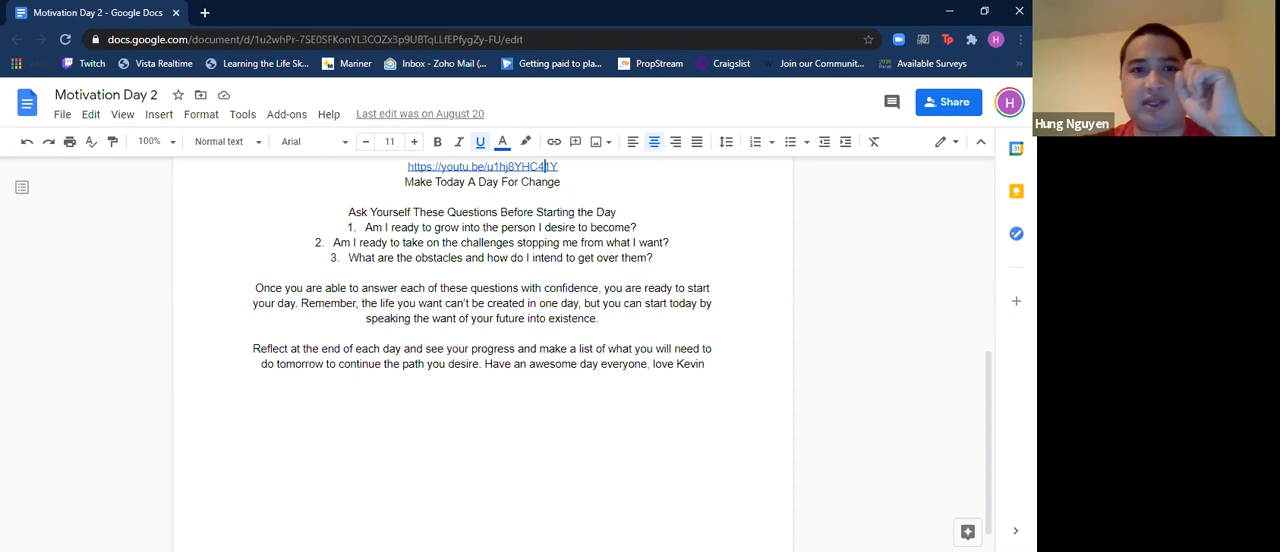 Motivation Day 2 - Google Docs
docs.google.com/document/d/1u2whPr-7SE0SFKonYL3COZx3p9UBTqLLfEPfygZy-FU/edit
Apps Twitch Vista Realtime Learning the Life Sk... Mariner Inbox - Zoho Mail (... Getting paid to pla... PropStream Craigslist Join our Communit... Available Surveys »
Motivation Day 2
File Edit View Insert Format Tools Add-ons Help Last edit was on August 20
Share
H
100% Normal text Arial 11 B I U A
https://youtu.be/u1hj8YHC41Y
Make Today A Day For Change
Ask Yourself These Questions Before Starting the Day
1. Am I ready to grow into the person I desire to become?
2. Am I ready to take on the challenges stopping me from what I want?
3. What are the obstacles and how do I intend to get over them?
Once you are able to answer each of these questions with confidence, you are ready to start
your day. Remember, the life you want can't be created in one day, but you can start today by
speaking the want of your future into existence.
Reflect at the end of each day and see your progress and make a list of what you will need to
do tomorrow to continue the path you desire. Have an awesome day everyone, love Kevin
Hung Nguyen